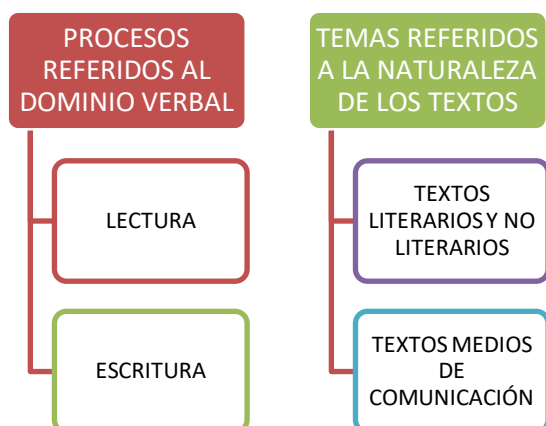 PROCESOS
REFERIDOS AL
DOMINIO VERBAL
LECTURA
ESCRITURA
TEMAS REFERIDOS
A LA NATURALEZA
DE LOS TEXTOS
TEXTOS
LITERARIOS Y NO
LITERARIOS
TEXTOS MEDIOS
DE
COMUNICACIÓN